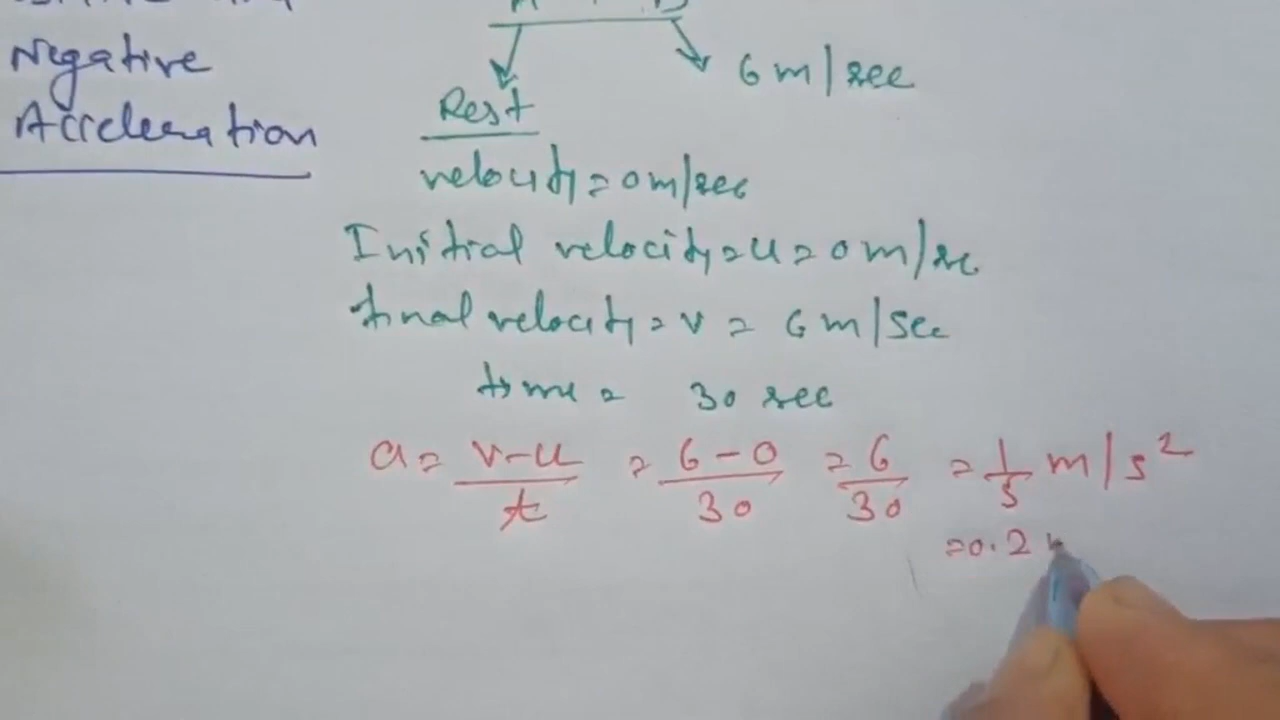 Negative
Acceleration
6 m/sec
Rest
velocity = 0 m/sec
Initial velocity = u = 0 m/sec
final velocity = v = 6 m/sec
time = 30 sec
a = v-u/t = 6-0/30 = 6/30 = 1/5 m/s²
= 0.2